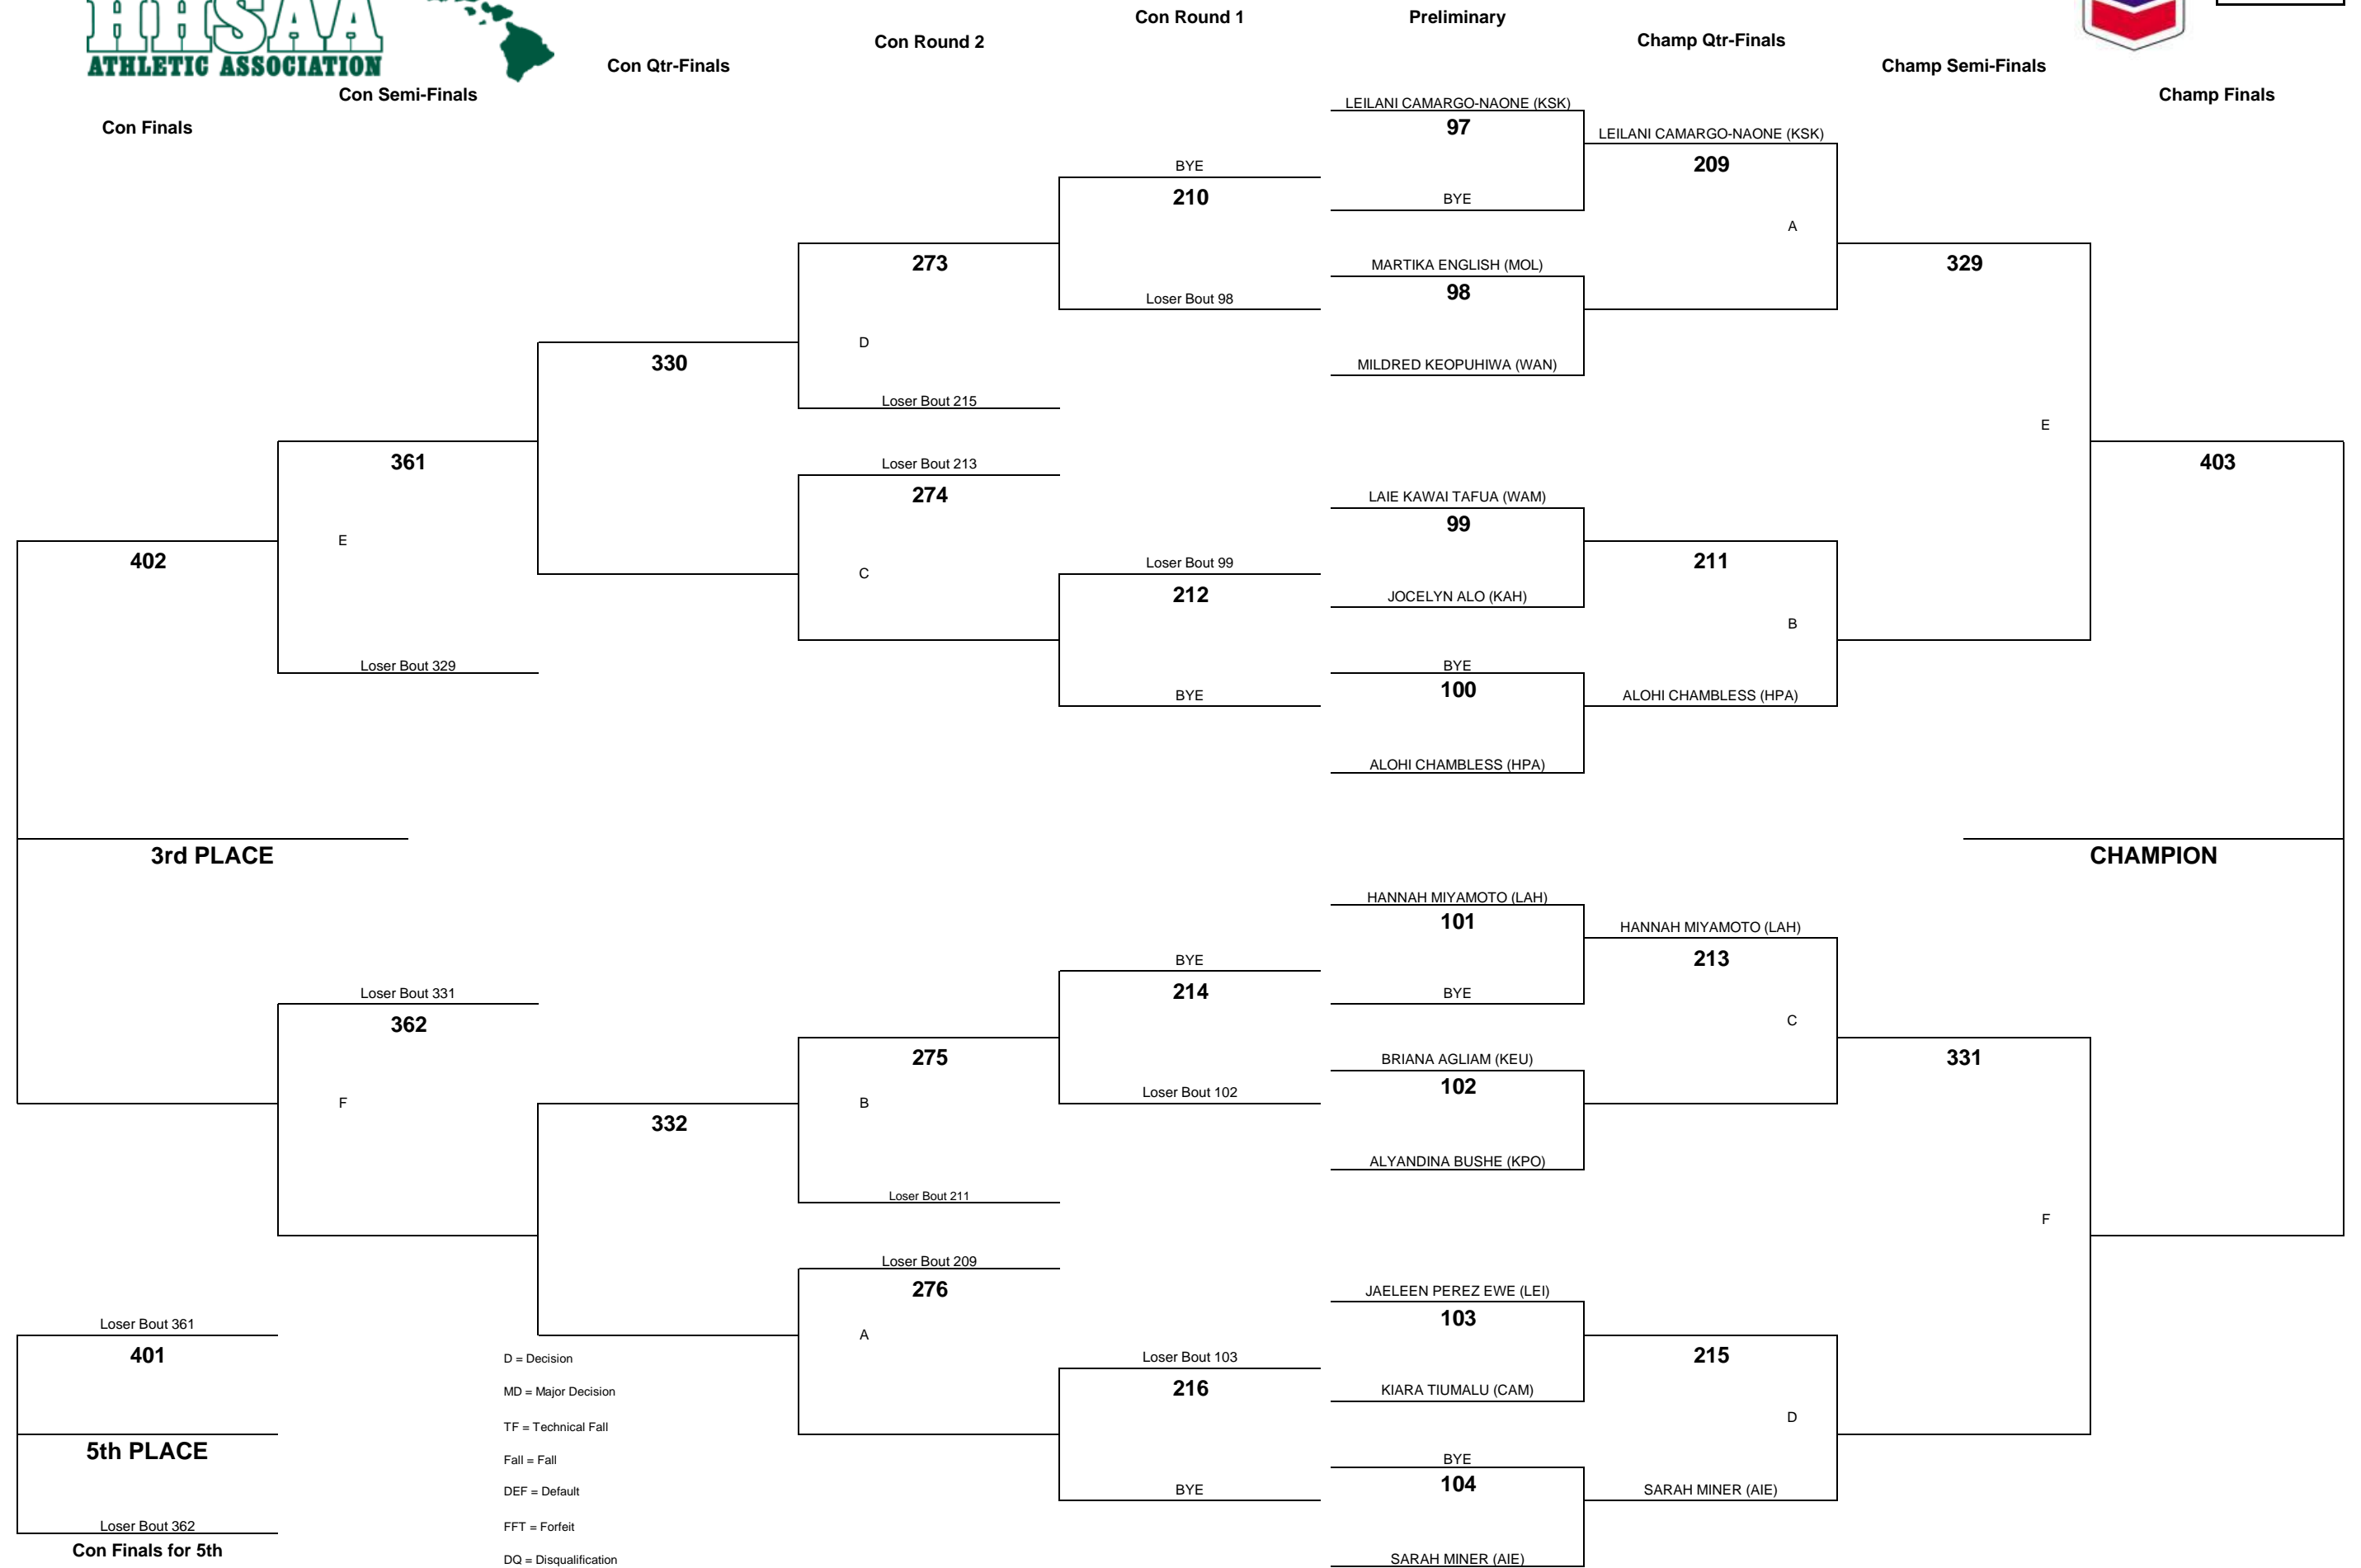 HHSAA
ATHLETIC ASSOCIATION
Con Finals
Con Semi-Finals
Con Qtr-Finals
Con Round 2
Con Round 1
Preliminary
Champ Qtr-Finals
Champ Semi-Finals
Champ Finals
LEILANI CAMARGO-NAONE (KSK)
97
BYE
MARTIKA ENGLISH (MOL)
98
MILDRED KEOPUHIWA (WAN)
LAIE KAWAI TAFUA (WAM)
99
JOCELYN ALO (KAH)
BYE
100
ALOHI CHAMBLESS (HPA)
HANNAH MIYAMOTO (LAH)
101
BYE
BRIANA AGLIAM (KEU)
102
ALYANDINA BUSHE (KPO)
JAELEEN PEREZ EWE (LEI)
103
KIARA TIUMALU (CAM)
BYE
104
SARAH MINER (AIE)
LEILANI CAMARGO-NAONE (KSK)
209
A
211
B
ALOHI CHAMBLESS (HPA)
HANNAH MIYAMOTO (LAH)
213
C
215
D
SARAH MINER (AIE)
329
E
331
F
403
CHAMPION
BYE
210
Loser Bout 98
Loser Bout 99
212
BYE
BYE
214
Loser Bout 102
Loser Bout 103
216
BYE
273
D
Loser Bout 215
Loser Bout 213
274
C
275
B
Loser Bout 211
Loser Bout 209
276
A
330
332
361
E
Loser Bout 329
Loser Bout 331
362
F
402
3rd PLACE
Loser Bout 361
401
5th PLACE
Loser Bout 362
Con Finals for 5th
D = Decision
MD = Major Decision
TF = Technical Fall
Fall = Fall
DEF = Default
FFT = Forfeit
DQ = Disqualification